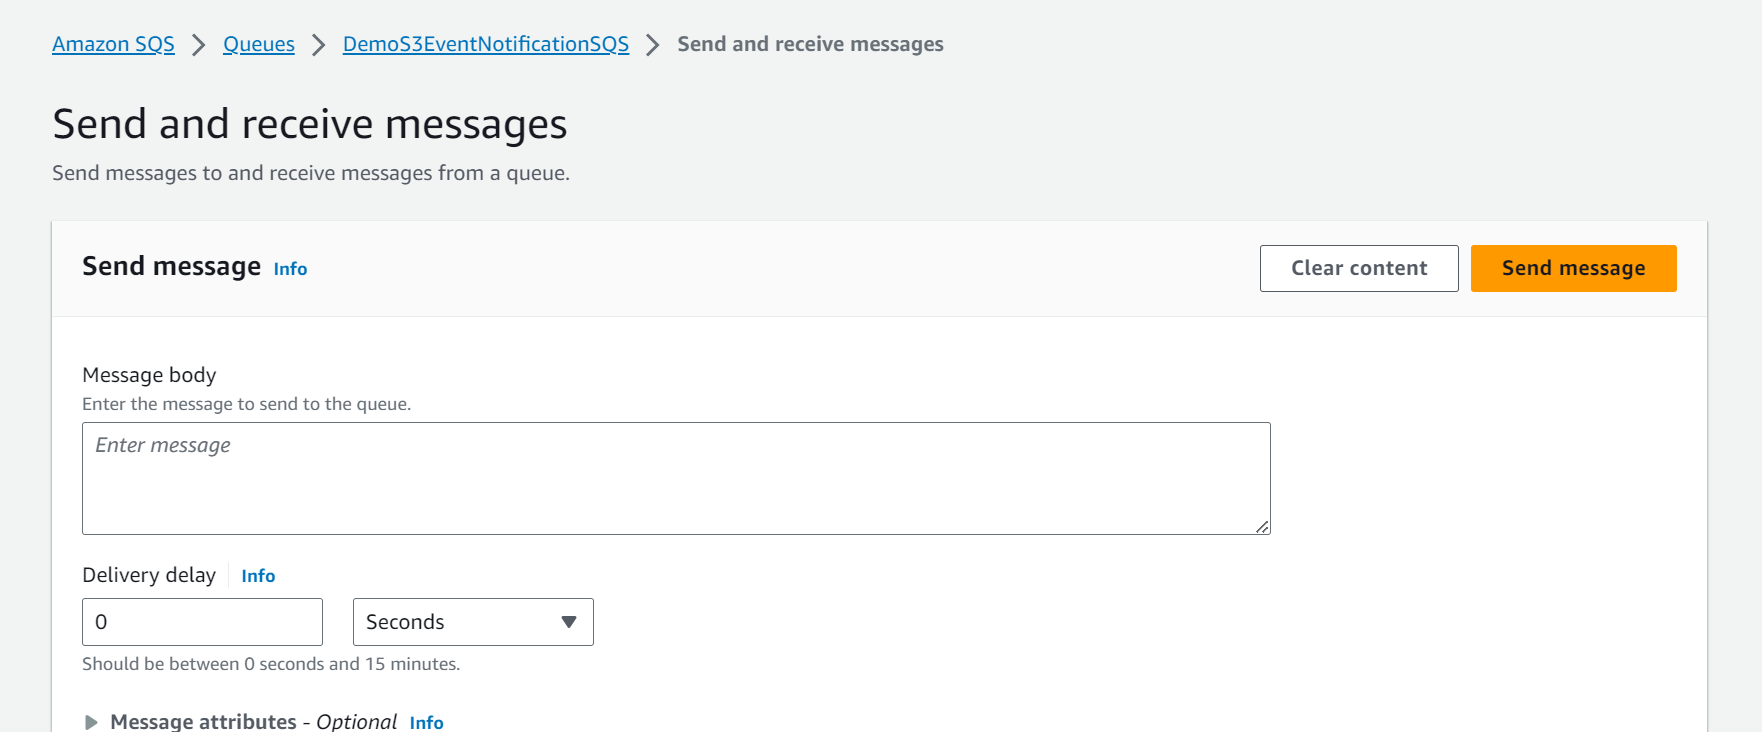 Amazon SQS > Queues > DemoS3EventNotificationSQS > Send and receive messages
Send and receive messages
Send messages to and receive messages from a queue.
Send message Info Clear content Send message
Message body
Enter the message to send to the queue.
Enter message
Delivery delay Info
0 Seconds
Should be between 0 seconds and 15 minutes.
Message attributes - Optional Info